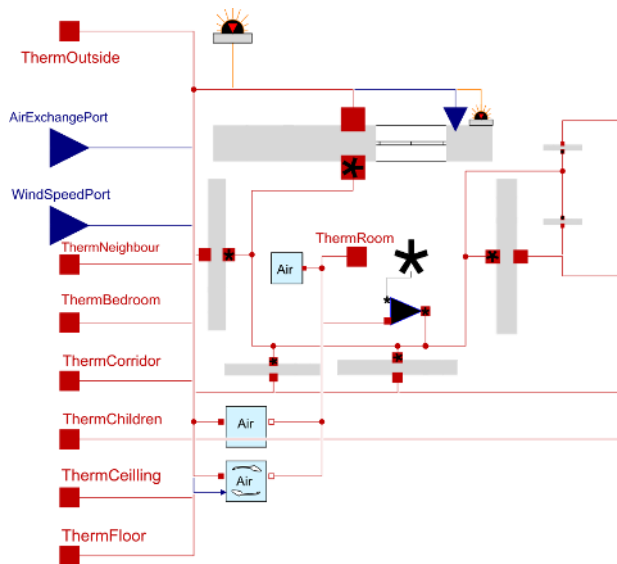 ThermOutside
AirExchangePort
WindSpeedPort
ThermNeighbour
ThermRoom
Air
ThermBedroom
ThermCorridor
ThermChildren
Air
ThermCeilling
Air
ThermFloor